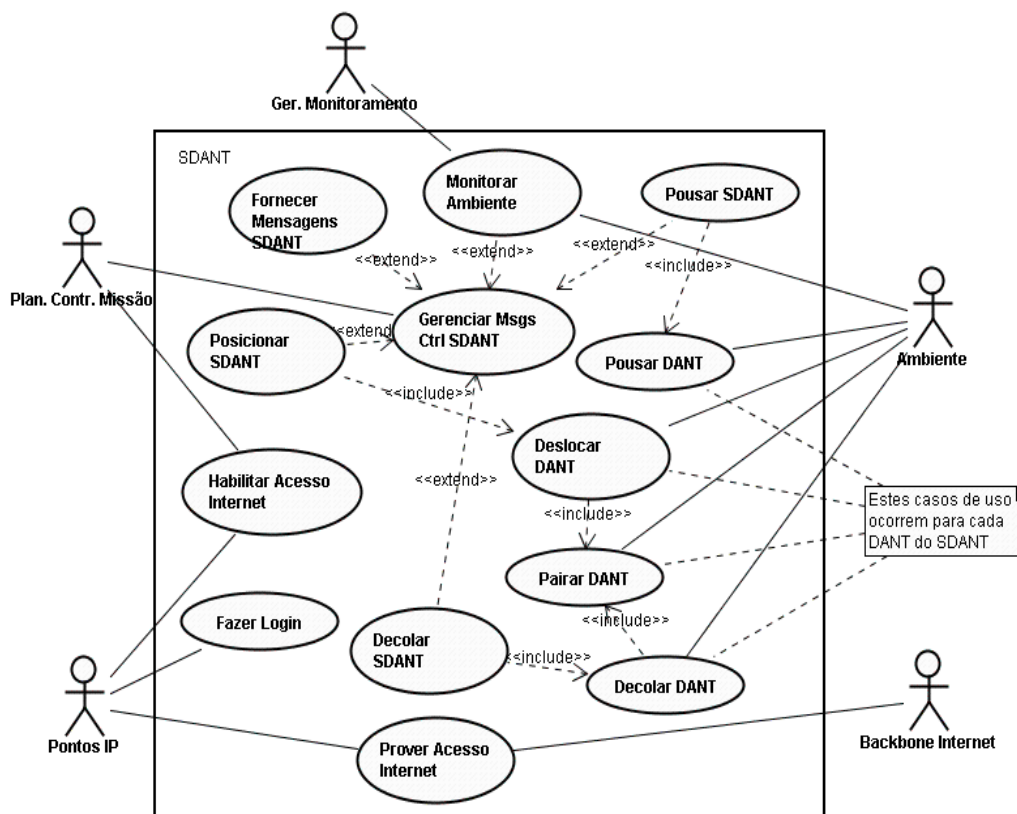 Ger. Monitoramento
SDANT
Fornecer
Mensagens
SDANT
Monitorar
Ambiente
Pousar SDANT
<<extend>>
<<extend>>
<<extend>>
<<include>>
Plan. Contr. Missão
Posicionar
SDANT
<<extend
Gerenciar Msgs
Ctrl SDANT
Pousar DANT
Ambiente
<<include>>
Deslocar
DANT
Habilitar Acesso
Internet
<<extend>>
<<include>>
Estes casos de uso
ocorrem para cada
DANT do SDANT
Pairar DANT
Fazer Login
<<include>>
Decolar
SDANT
<<include>>
Decolar DANT
Pontos IP
Prover Acesso
Internet
Backbone Internet